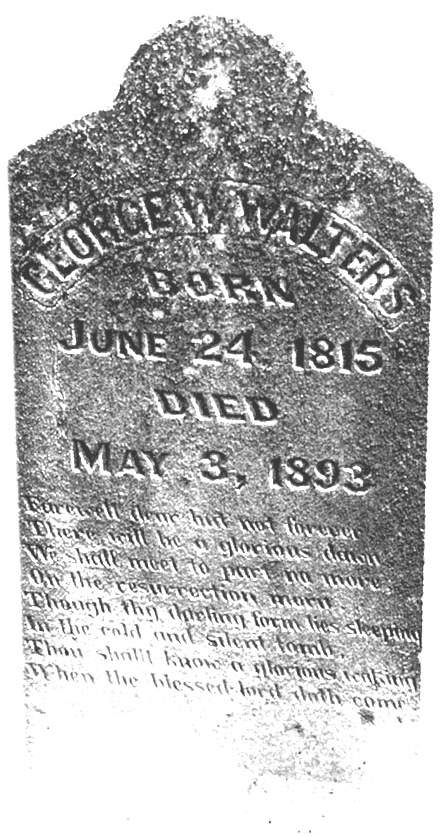 GEORGE W. WALTERS
BORN
JUNE 24, 1815
DIED
MAY 3, 1893
Farewell dear but not forever
There will be a glorious dawn
We shall meet to part no more
On the resurrection morn
Though thy form lies sleeping
In the cold and silent tomb
Thou shalt know a glorious waking
When the blessed lord doth come